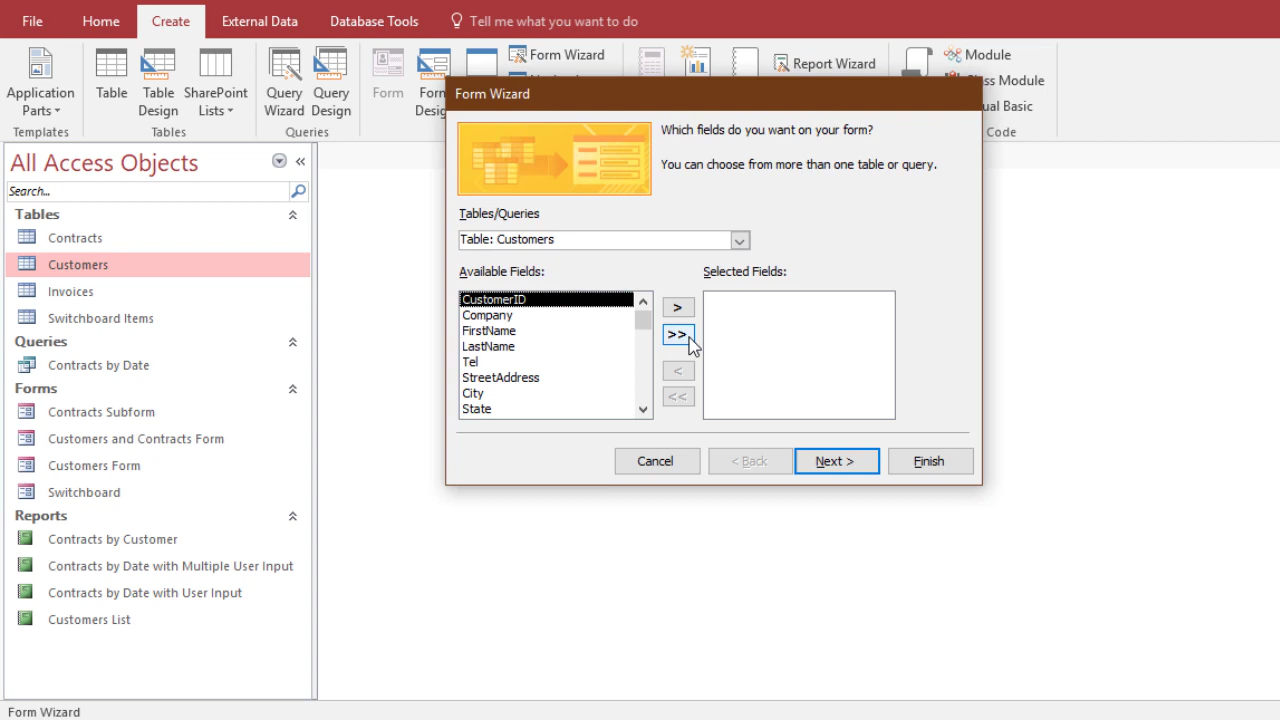 File Home Create External Data Database Tools Tell me what you want to do
Application Parts
Templates
Table
Table Design
SharePoint Lists
Tables
Query Wizard
Query Design
Queries
Form
Form Wizard
Report Wizard
Module
Code
Form Wizard
Which fields do you want on your form?
You can choose from more than one table or query.
Tables/Queries
Table: Customers
Available Fields:
CustomerID
Company
FirstName
LastName
Tel
StreetAddress
City
State
>
>>
<
<<
Selected Fields:
Cancel
< Back
Next >
Finish
All Access Objects
Search...
Tables
Contracts
Customers
Invoices
Switchboard Items
Queries
Contracts by Date
Forms
Contracts Subform
Customers and Contracts Form
Customers Form
Switchboard
Reports
Contracts by Customer
Contracts by Date with Multiple User Input
Contracts by Date with User Input
Customers List
Form Wizard